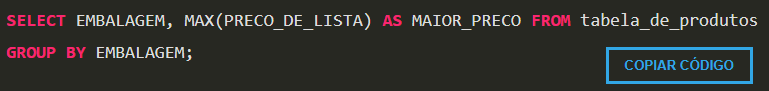 SELECT EMBALAGEM, MAX(PRECO_DE_LISTA) AS MAIOR_PRECO FROM tabela_de_produtos
GROUP BY EMBALAGEM;
COPIAR CÓDIGO